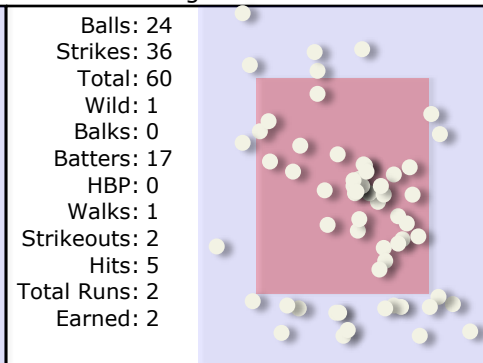 Balls: 24
Strikes: 36
Total: 60
Wild: 1
Balks: 0
Batters: 17
HBP: 0
Walks: 1
Strikeouts: 2
Hits: 5
Total Runs: 2
Earned: 2